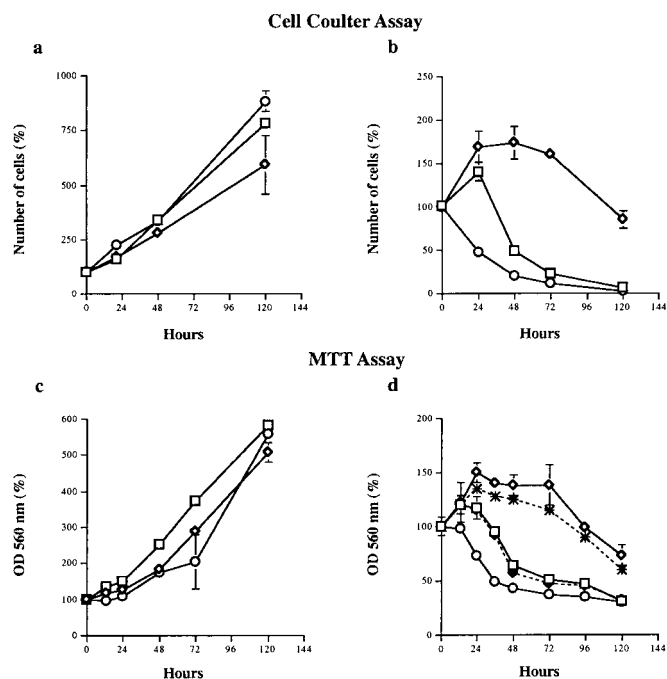 Cell Coulter Assay
a
b
Number of cells (%)
1000
750
500
250
0
0 24 48 72 96 120 144
Hours
Number of cells (%)
250
200
150
100
50
0
0 24 48 72 96 120 144
Hours
MTT Assay
c
d
OD 560 nm (%)
600
500
400
300
200
100
0
0 24 48 72 96 120 144
Hours
OD 560 nm (%)
200
150
100
50
0
0 24 48 72 96 120 144
Hours